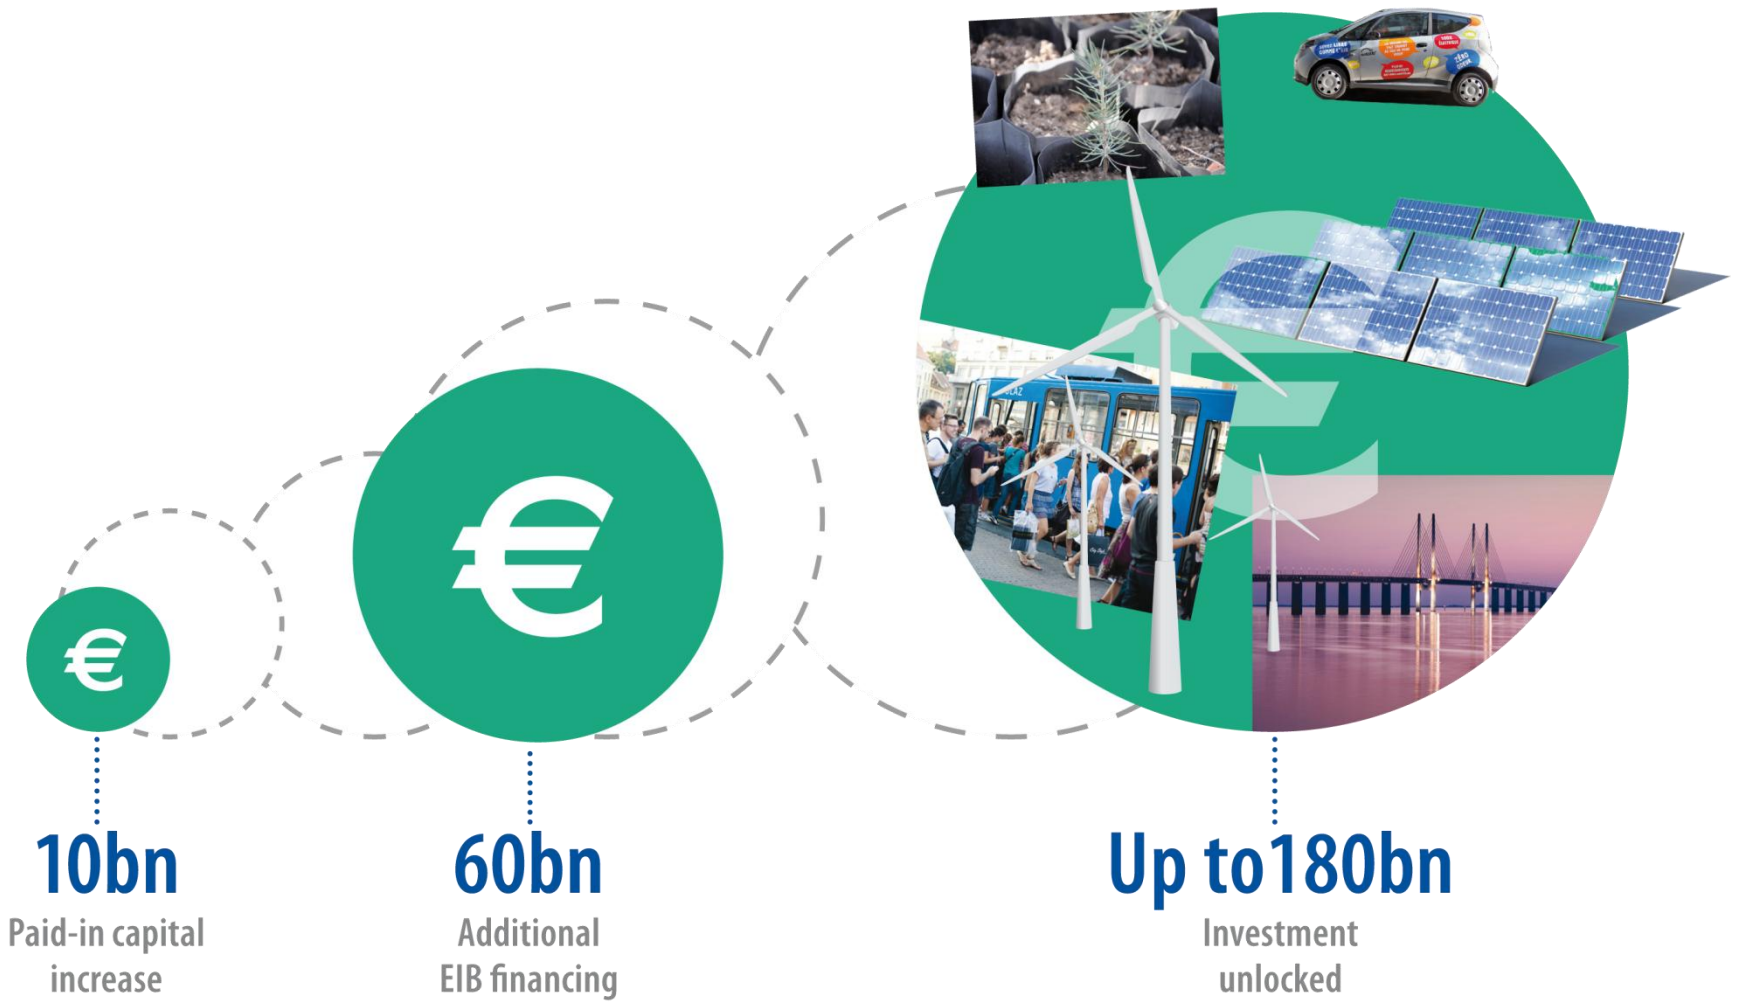 €
€
€
10bn
Paid-in capital
increase
60bn
Additional
EIB financing
Up to180bn
Investment
unlocked